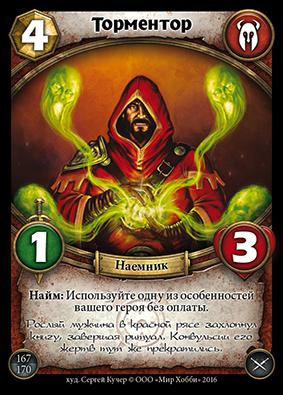 4
Торментор
1
3
Наемник
Найм: Используйте одну из особенностей
вашего героя без оплаты.
Рослый мужчина в красной рясе захлопнул
книгу, завершая ритуал. Конвульсии его
жертв тут же прекратились.
167
170
худ. Сергей Кучер © ООО «Мир Хобби» 2016